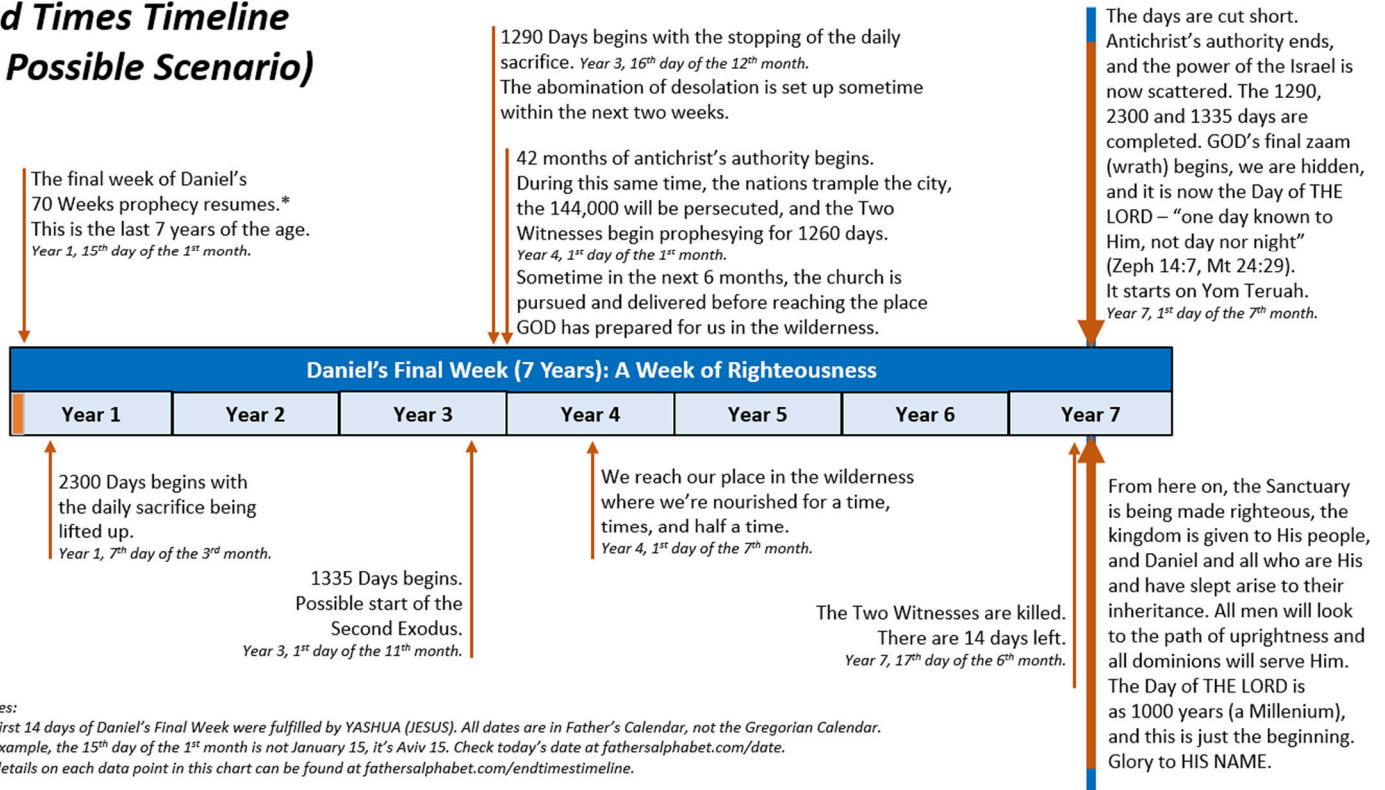 d Times Timeline
Possible Scenario)
The final week of Daniel's
70 Weeks prophecy resumes.*
This is the last 7 years of the age.
Year 1, 15th day of the 1st month.
1290 Days begins with the stopping of the daily
sacrifice. Year 3, 16th day of the 12th month.
The abomination of desolation is set up sometime
within the next two weeks.
42 months of antichrist's authority begins.
During this same time, the nations trample the city,
the 144,000 will be persecuted, and the Two
Witnesses begin prophesying for 1260 days.
Year 4, 1st day of the 1st month.
Sometime in the next 6 months, the church is
pursued and delivered before reaching the place
GOD has prepared for us in the wilderness.
The days are cut short.
Antichrist's authority ends,
and the power of the Israel is
now scattered. The 1290,
2300 and 1335 days are
completed. GOD's final zaam
(wrath) begins, we are hidden,
and it is now the Day of THE
LORD – "one day known to
Him, not day nor night"
(Zeph 14:7, Mt 24:29).
It starts on Yom Teruah.
Year 7, 1st day of the 7th month.
Daniel's Final Week (7 Years): A Week of Righteousness
Year 1 Year 2 Year 3 Year 4 Year 5 Year 6 Year 7
2300 Days begins with
the daily sacrifice being
lifted up.
Year 1, 7th day of the 3rd month.
1335 Days begins.
Possible start of the
Second Exodus.
Year 3, 1st day of the 11th month.
We reach our place in the wilderness
where we're nourished for a time,
times, and half a time.
Year 4, 1st day of the 7th month.
The Two Witnesses are killed.
There are 14 days left.
Year 7, 17th day of the 6th month.
From here on, the Sanctuary
is being made righteous, the
kingdom is given to His people,
and Daniel and all who are His
and have slept arise to their
inheritance. All men will look
to the path of uprightness and
all dominions will serve Him.
The Day of THE LORD is
as 1000 years (a Millenium),
and this is just the beginning.
Glory to HIS NAME.
es:
irst 14 days of Daniel's Final Week were fulfilled by YASHUA (JESUS). All dates are in Father's Calendar, not the Gregorian Calendar.
xample, the 15th day of the 1st month is not January 15, it's Aviv 15. Check today's date at fathersalphabet.com/date.
etails on each data point in this chart can be found at fathersalphabet.com/endtimestimeline.